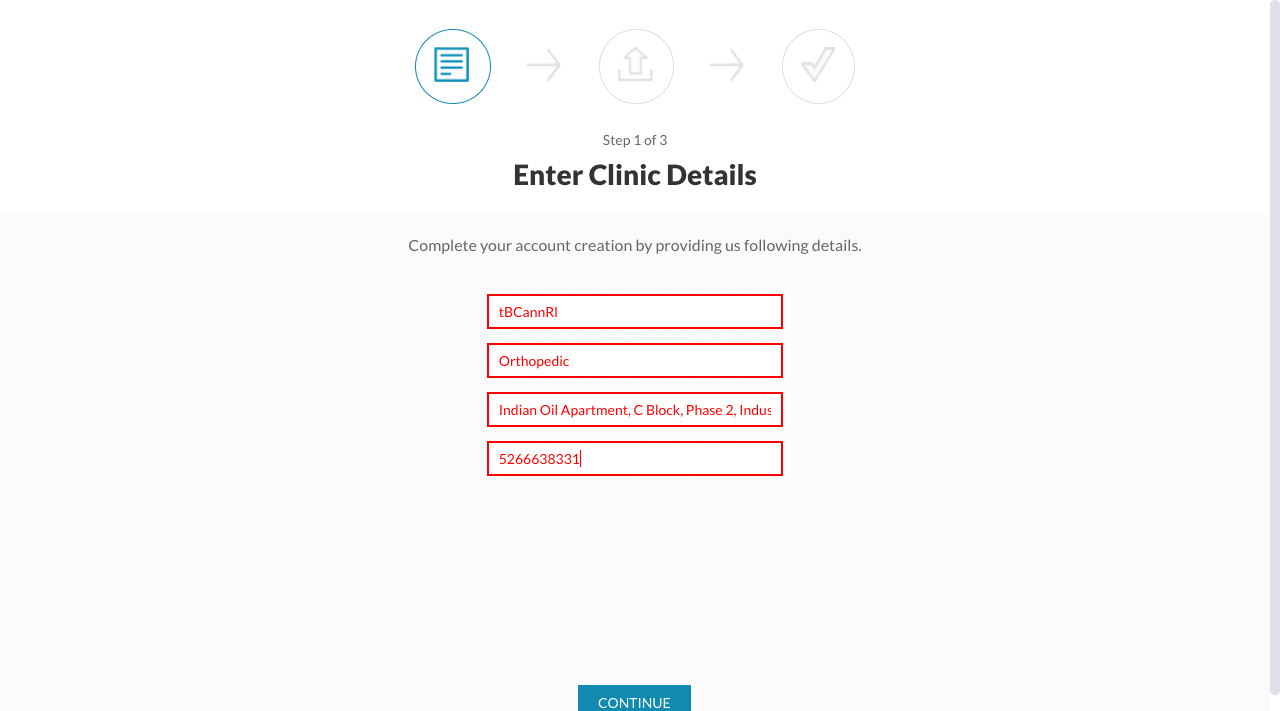 Step 1 of 3
Enter Clinic Details
Complete your account creation by providing us following details.
tBCannRl
Orthopedic
Indian Oil Apartment, C Block, Phase 2, Indus
5266638331
CONTINUE